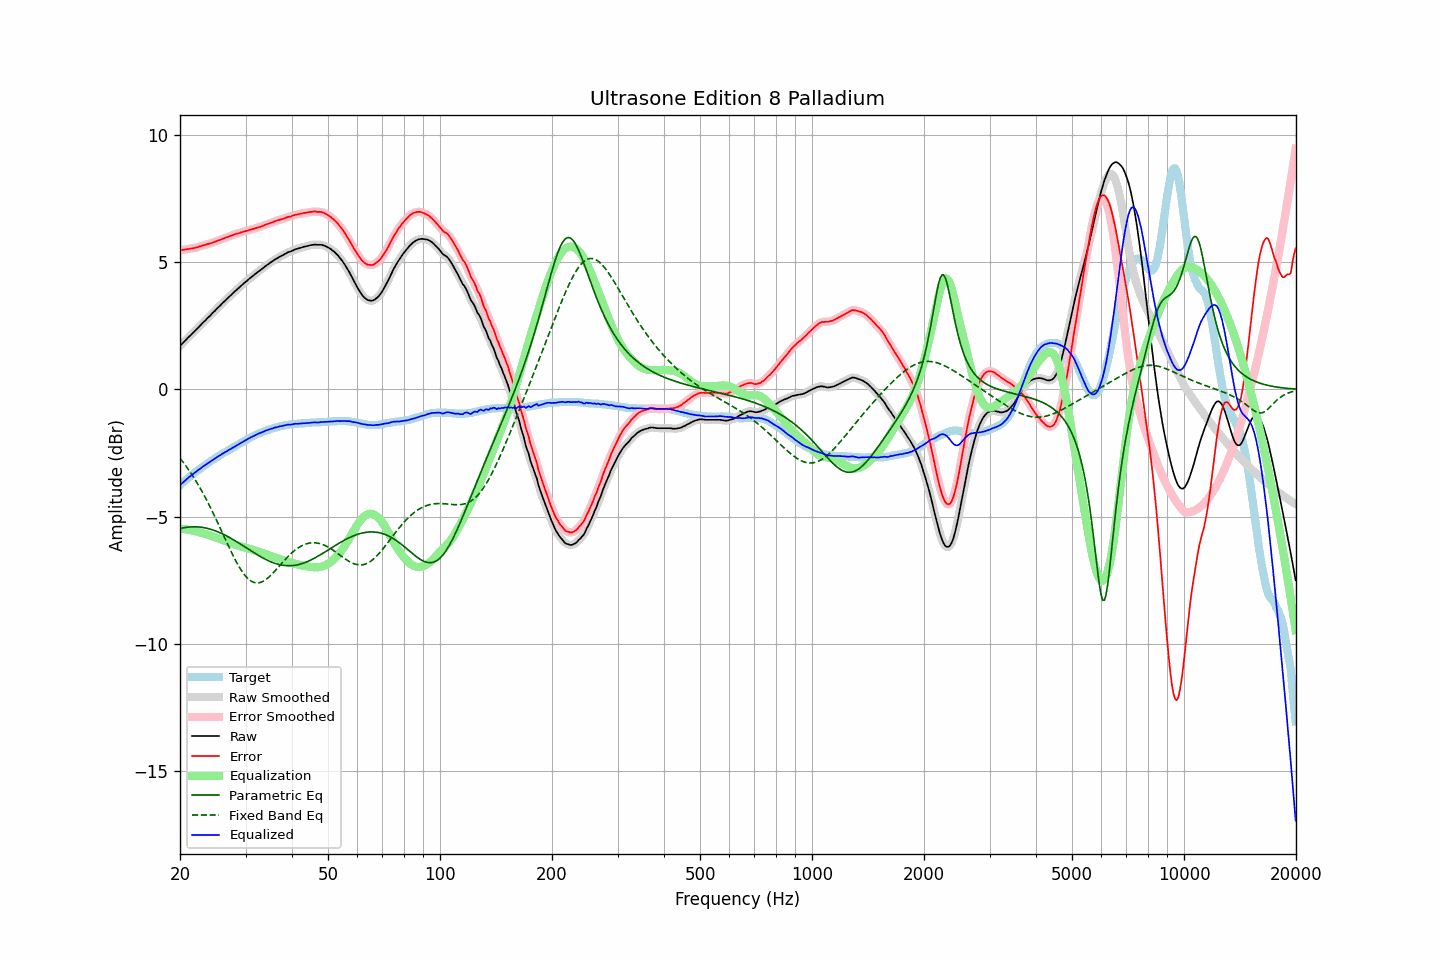 Ultrasone Edition 8 Palladium
10
5
0
−5
−10
−15
Amplitude (dBr)
Target
Raw Smoothed
Error Smoothed
Raw
Error
Equalization
Parametric Eq
Fixed Band Eq
Equalized
20
50
100
200
500
1000
2000
5000
10000
20000
Frequency (Hz)